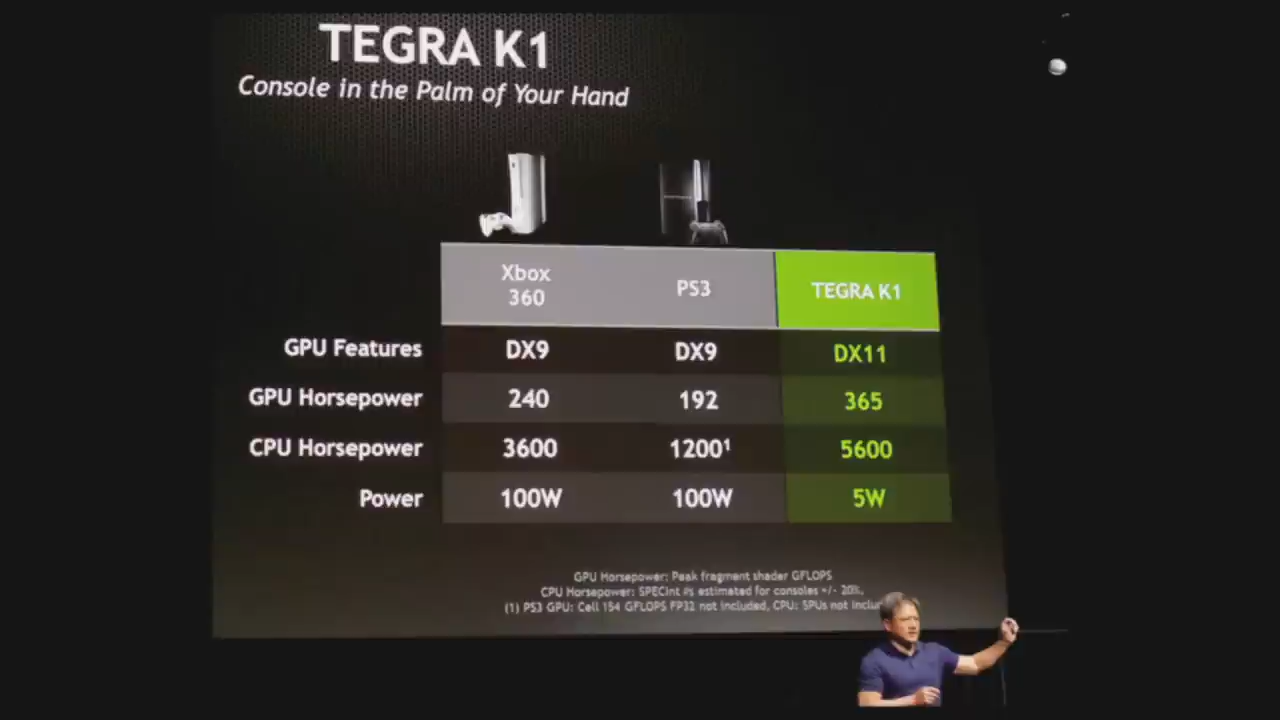 TEGRA K1
Console in the Palm of Your Hand
Xbox 360 PS3 TEGRA K1
GPU Features DX9 DX9 DX11
GPU Horsepower 240 192 365
CPU Horsepower 3600 1200¹ 5600
Power 100W 100W 5W
GPU Horsepower: Peak fragment shader GFLOPS
CPU Horsepower: SPECint #s estimated for consoles +/- 20%.
(1) PS3 GPU: Cell 154 GFLOPS FP32 not included, CPU: SPUs not